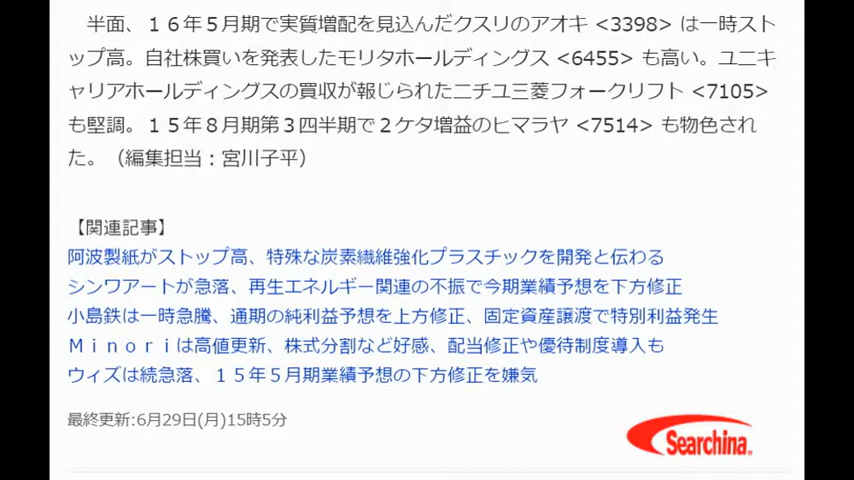 半面、１６年５月期で実質増配を見込んだクスリのアオキ <3398> は一時スト
ップ高。自社株買いを発表したモリタホールディングス <6455> も高い。ユニキ
ャリアホールディングスの買収が報じられたニチユ三菱フォークリフト <7105>
も堅調。１５年８月期第３四半期で２ケタ増益のヒマラヤ <7514> も物色され
た。（編集担当：宮川子平）
【関連記事】
阿波製紙がストップ高、特殊な炭素繊維強化プラスチックを開発と伝わる
シンワアートが急落、再生エネルギー関連の不振で今期業績予想を下方修正
小島鉄は一時急騰、通期の純利益予想を上方修正、固定資産譲渡で特別利益発生
Ｍｉｎｏｒｉは高値更新、株式分割など好感、配当修正や優待制度導入も
ウィズは続急落、１５年５月期業績予想の下方修正を嫌気
最終更新:6月29日(月)15時5分
Searchina.